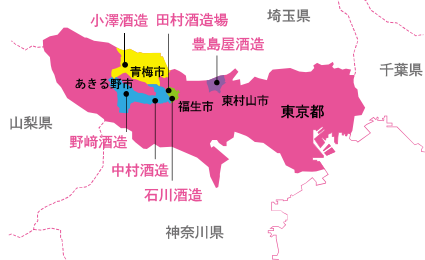 埼玉県
小澤酒造 田村酒造場
豊島屋酒造
千葉県
青梅市
あきる野市
福生市
東村山市
東京都
山梨県
野﨑酒造
中村酒造
石川酒造
神奈川県